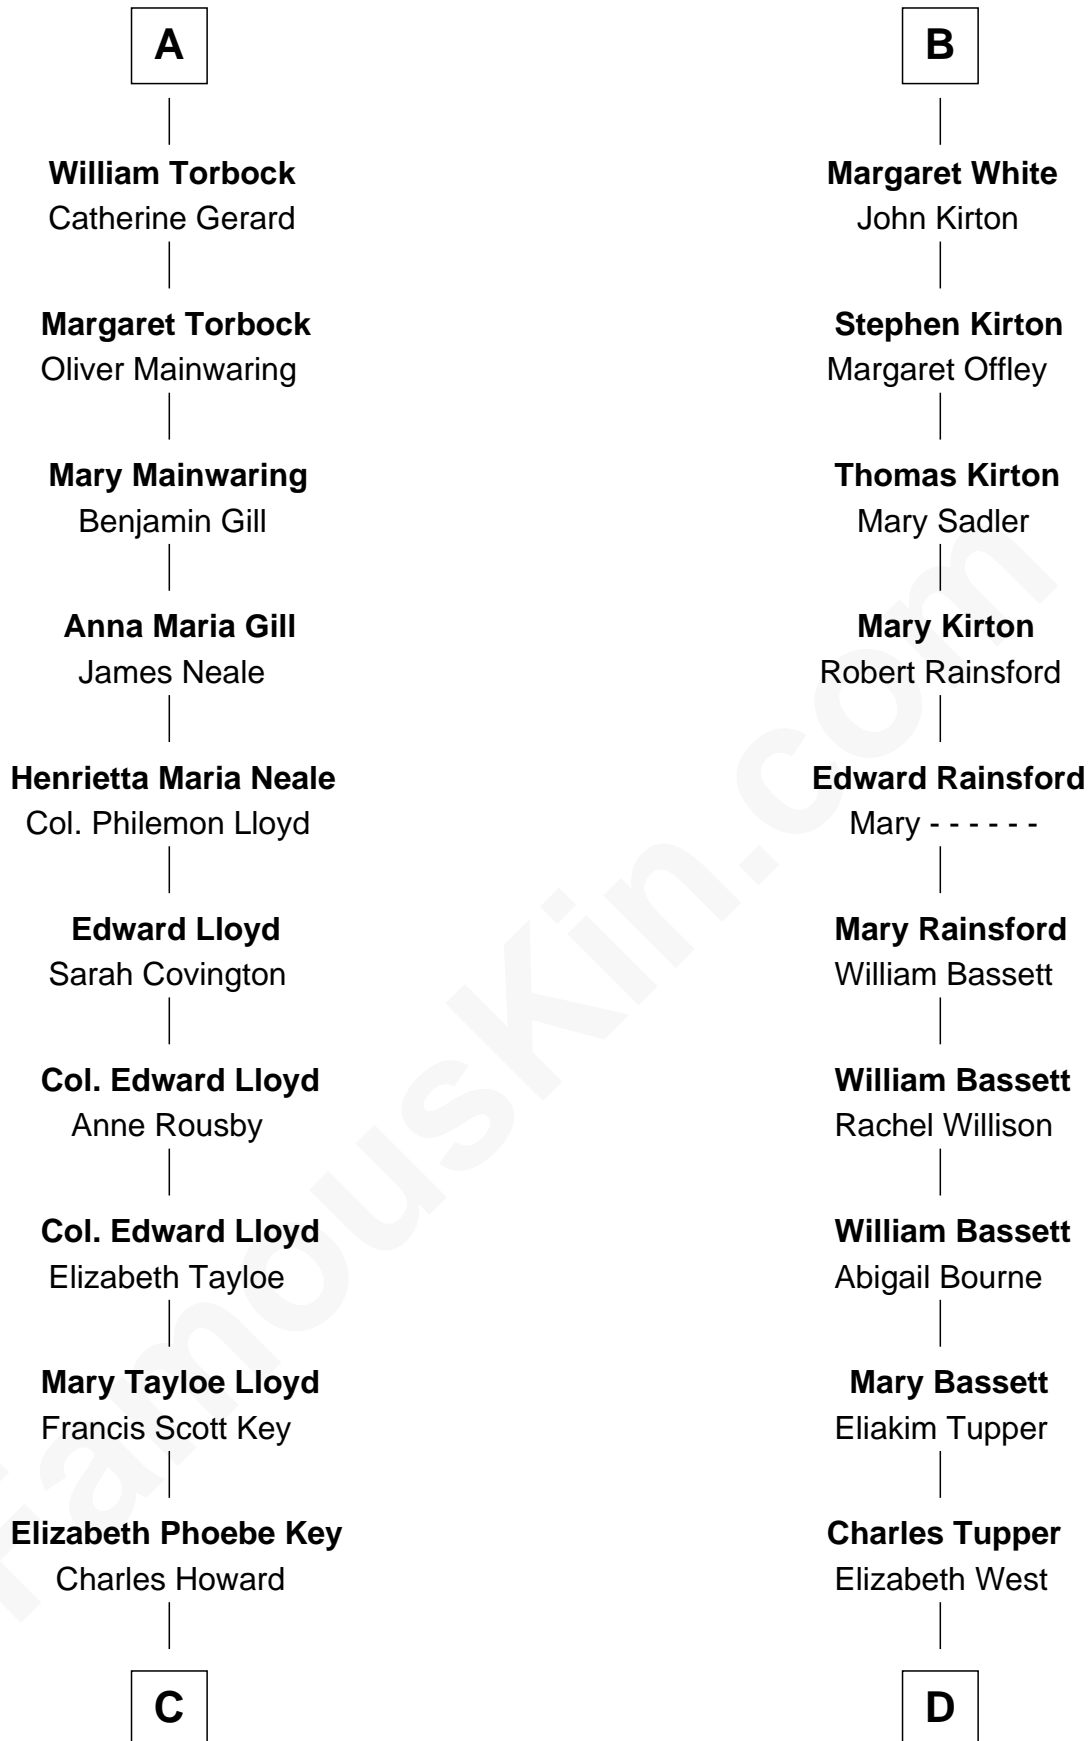 A
William Torbock
Catherine Gerard
Margaret Torbock
Oliver Mainwaring
Mary Mainwaring
Benjamin Gill
Anna Maria Gill
James Neale
Henrietta Maria Neale
Col. Philemon Lloyd
Edward Lloyd
Sarah Covington
Col. Edward Lloyd
Anne Rousby
Col. Edward Lloyd
Elizabeth Tayloe
Mary Tayloe Lloyd
Francis Scott Key
Elizabeth Phoebe Key
Charles Howard
C
B
Margaret White
John Kirton
Stephen Kirton
Margaret Offley
Thomas Kirton
Mary Sadler
Mary Kirton
Robert Rainsford
Edward Rainsford
Mary - - - - - -
Mary Rainsford
William Bassett
William Bassett
Rachel Willison
William Bassett
Abigail Bourne
Mary Bassett
Eliakim Tupper
Charles Tupper
Elizabeth West
D
FamousKin.com